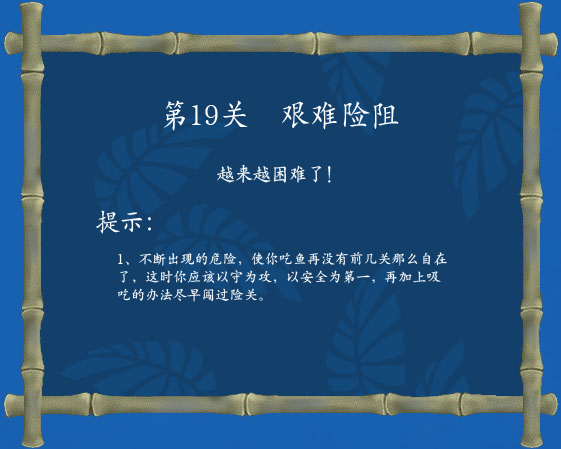 第19关 艰难险阻
越来越困难了!
提示:
1、不断出现的危险，使你吃鱼再没有前几关那么自在
了，这时你应该以守为攻，以安全为第一，再加上吸
吃的办法尽早闯过险关。